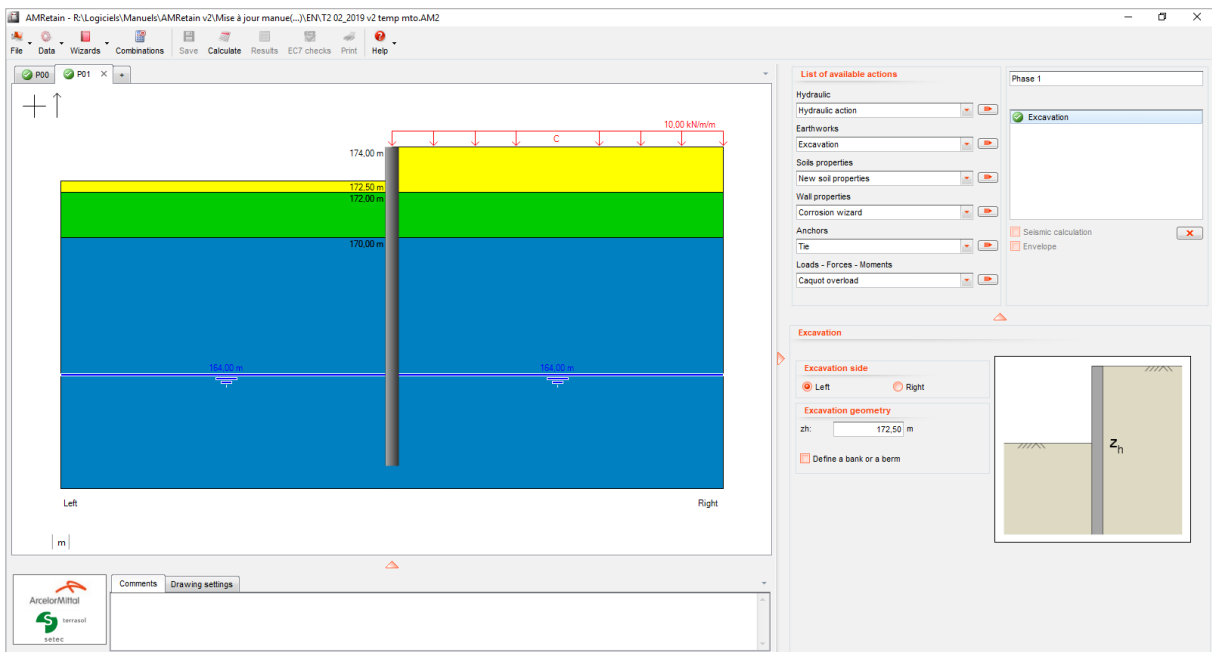 AMRetain - R:\Logiciels\Manuels\AMRetain v2\Mise à jour manue(...)\EN\T2 02_2019 v2 temp mto.AM2
File Data Wizards Combinations Save Calculate Results EC7 checks Print Help
P00 P01 +
10,00 kN/m/m
C
174,00 m
172,50 m
172,00 m
170,00 m
164,00 m 164,00 m
Left Right
m
Comments Drawing settings
ArcelorMittal
terrasol
setec
List of available actions
Hydraulic
Hydraulic action
Earthworks
Excavation
Soils properties
New soil properties
Wall properties
Corrosion wizard
Anchors
Tie
Loads - Forces - Moments
Caquot overload
Phase 1
Excavation
Seismic calculation
Envelope
Excavation
Excavation side
Left Right
Excavation geometry
zh: 172,50 m
Define a bank or a berm
zh